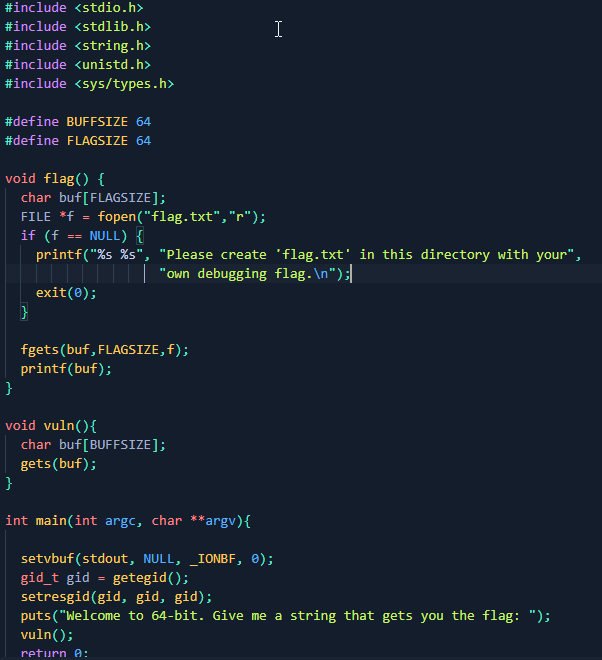 #include <stdio.h>
#include <stdlib.h>
#include <string.h>
#include <unistd.h>
#include <sys/types.h>
#define BUFFSIZE 64
#define FLAGSIZE 64
void flag() {
char buf[FLAGSIZE];
FILE *f = fopen("flag.txt","r");
if (f == NULL) {
printf("%s %s", "Please create 'flag.txt' in this directory with your",
"own debugging flag.\n");
exit(0);
}
fgets(buf,FLAGSIZE,f);
printf(buf);
}
void vuln(){
char buf[BUFFSIZE];
gets(buf);
}
int main(int argc, char **argv){
setvbuf(stdout, NULL, _IONBF, 0);
gid_t gid = getegid();
setresgid(gid, gid, gid);
puts("Welcome to 64-bit. Give me a string that gets you the flag: ");
vuln();
return 0;